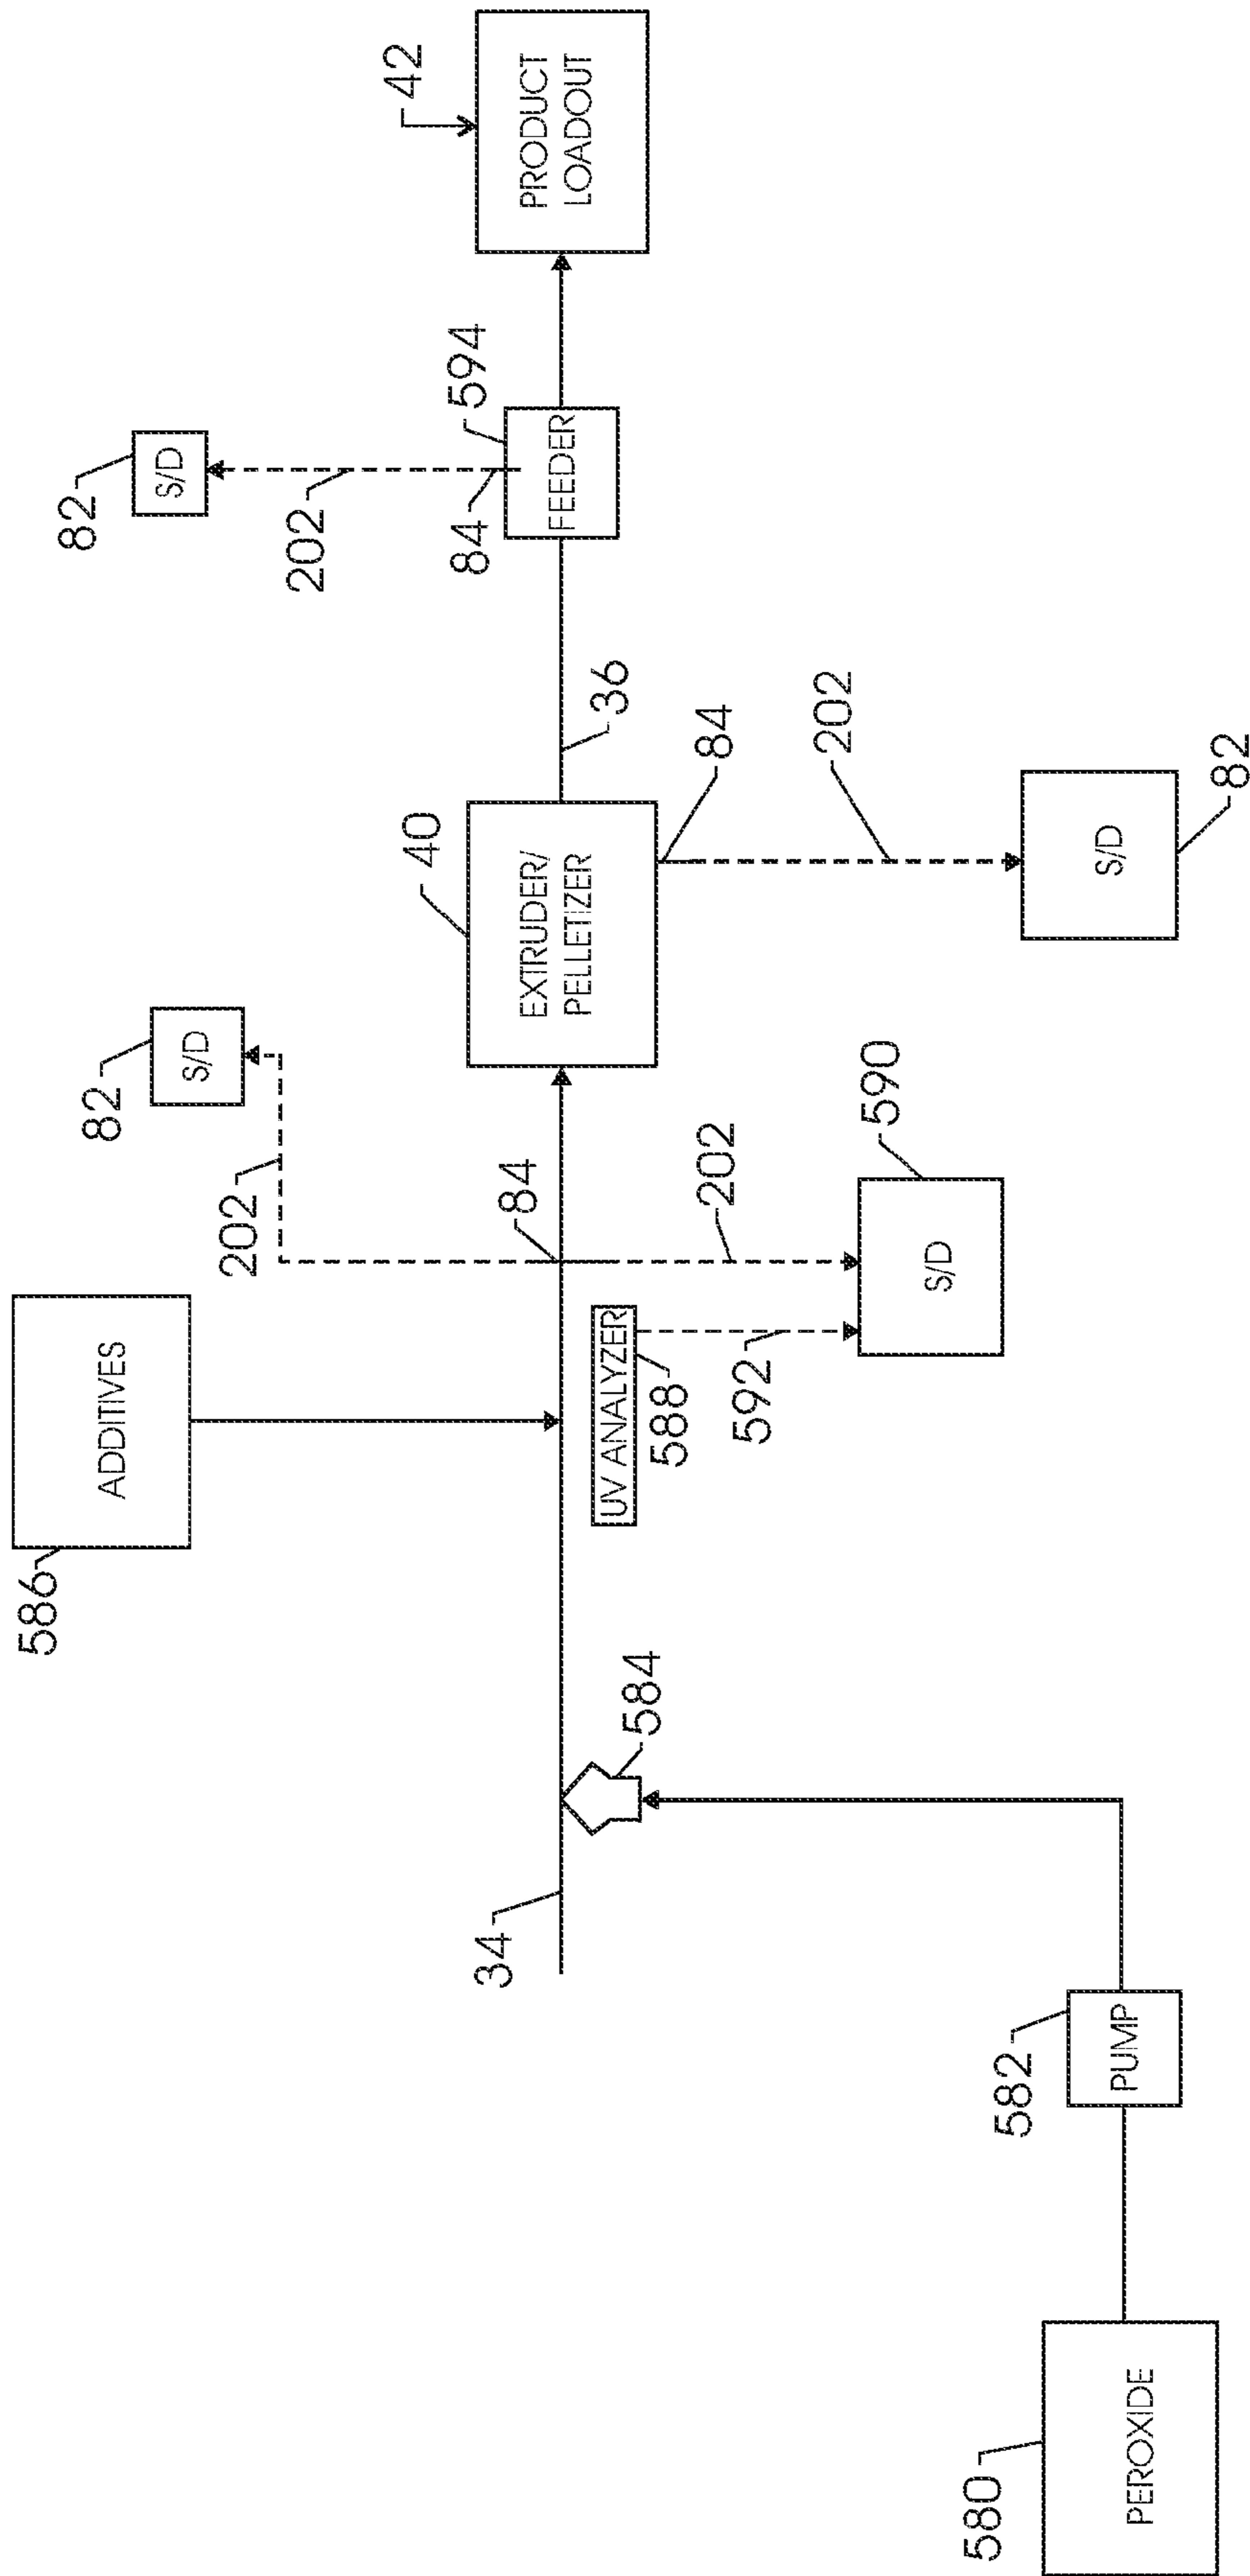 586
ADDITIVES
82
S/D
82
S/D
202
202
42
40
84
594
34
84
EXTRUDER/
PELLETIZER
FEEDER
PRODUCT
LOADOUT
36
584
UV ANALYZER
588
202
84
592
202
590
S/D
580
PEROXIDE
582
PUMP
S/D
82